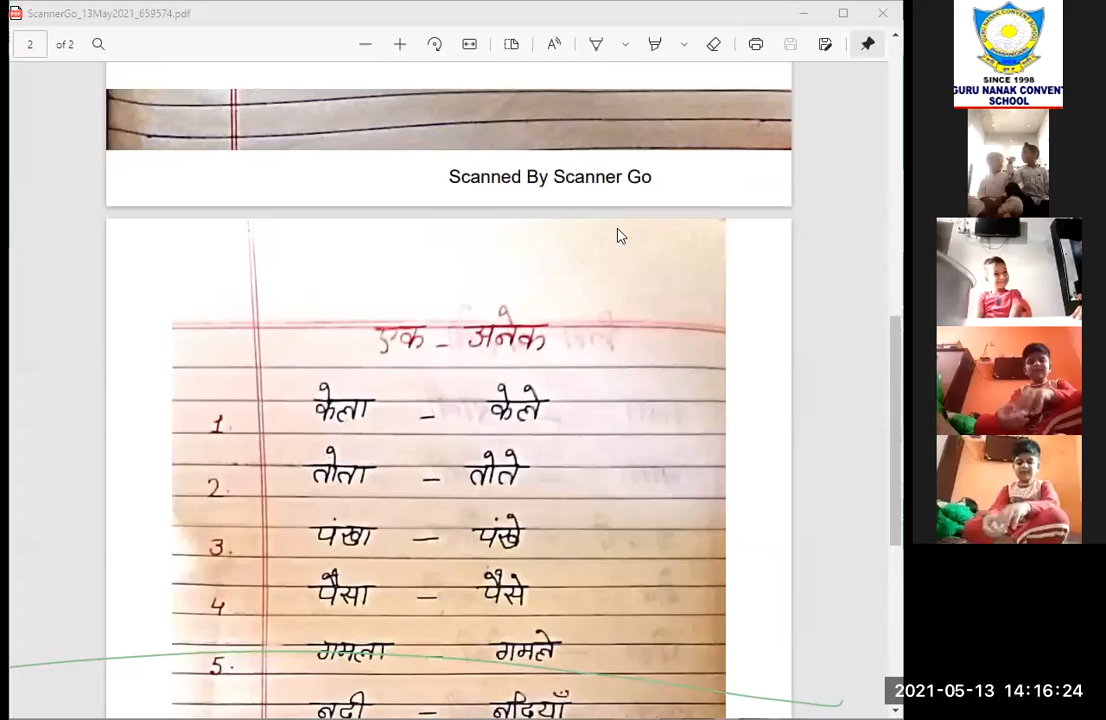 ScannerGo_13May2021_659574.pdf
2 of 2
Scanned By Scanner Go
एक - अनेक
1. केला - केले
2. तोता - तोते
3. पंखा - पंखे
4 पैसा - पैसे
5. गमला - गमले
नदी - नदियाँ
SINCE 1998
GURU NANAK CONVENT
SCHOOL
2021-05-13 14:16:24